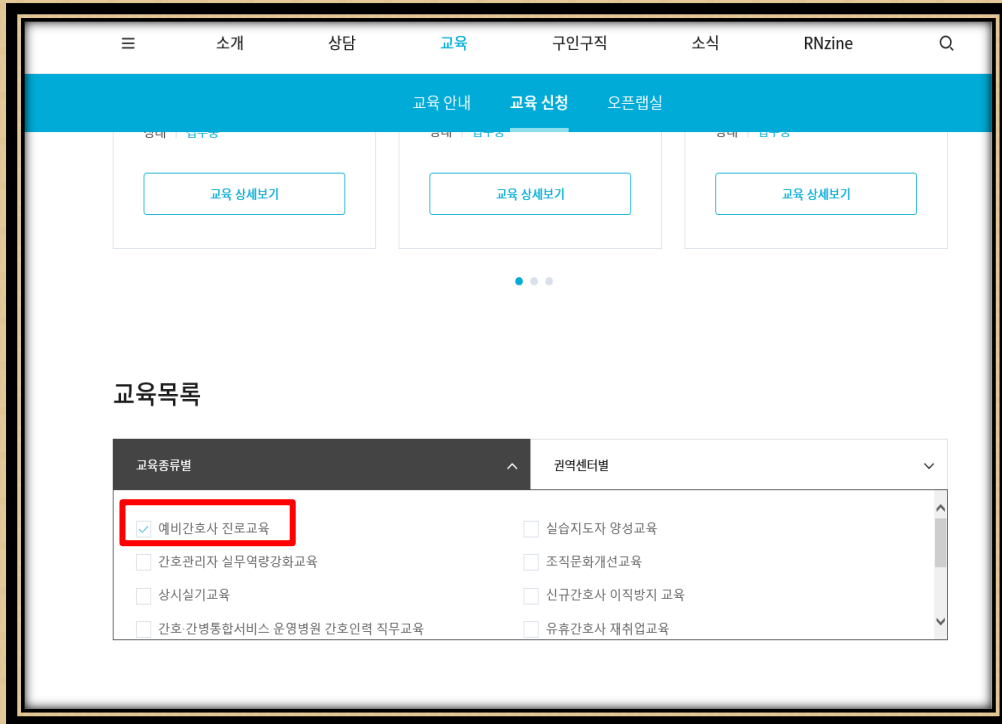 소개 상담 교육 구인구직 소식 RNzine
교육 안내 교육 신청 오픈랩실
교육 상세보기 교육 상세보기 교육 상세보기
교육목록
교육종류별 권역센터별
예비간호사 진로교육 실습지도자 양성교육
간호관리자 실무역량강화교육 조직문화개선교육
상시실기교육 신규간호사 이직방지 교육
간호·간병통합서비스 운영병원 간호인력 직무교육 유휴간호사 재취업교육